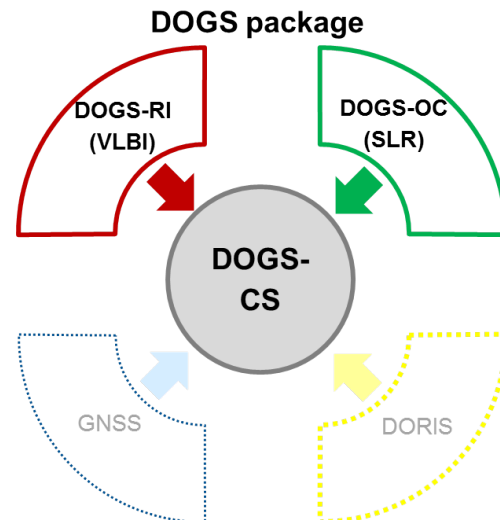 DOGS package
DOGS-RI
(VLBI)
DOGS-OC
(SLR)
DOGS-
CS
GNSS
DORIS